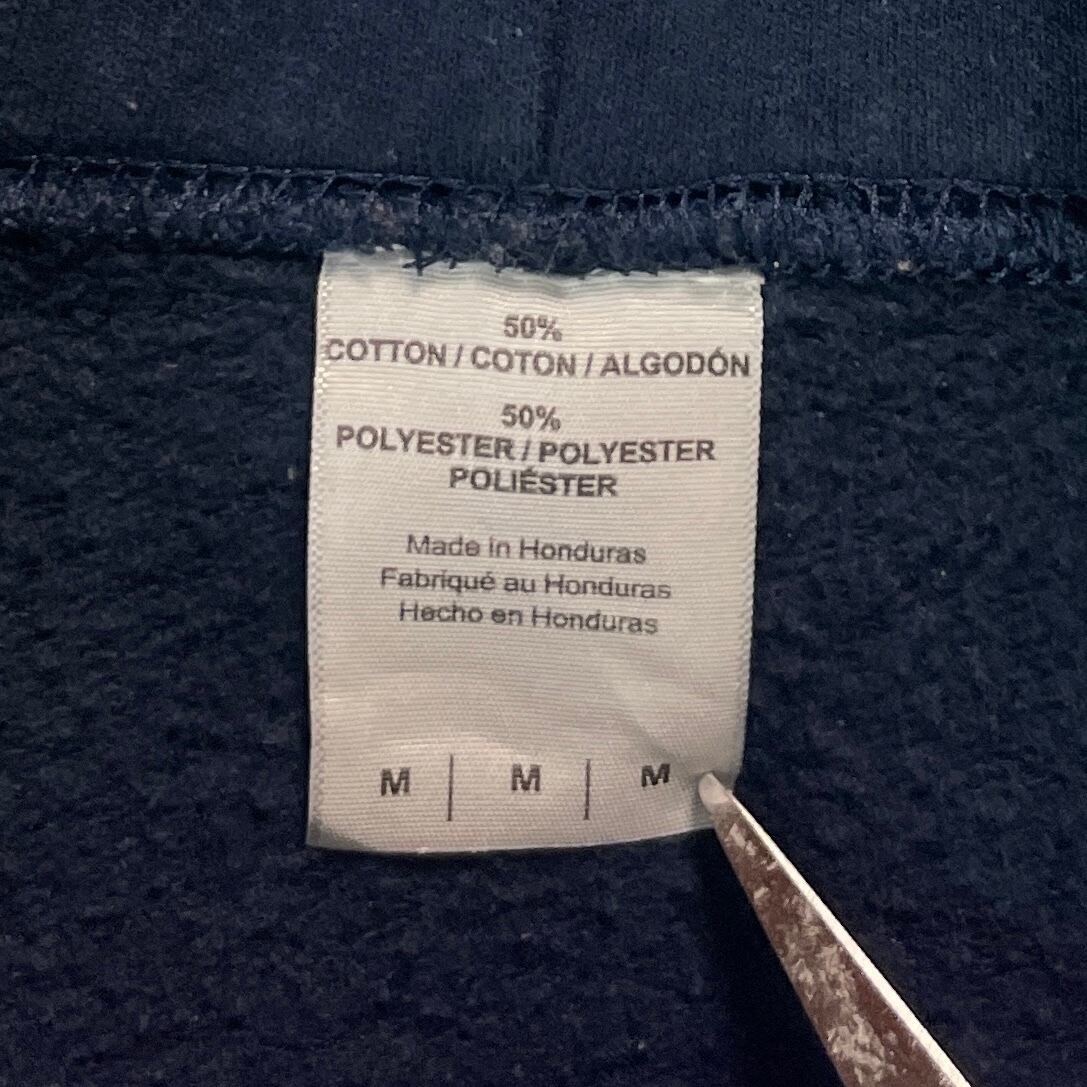 50%
COTTON / COTON / ALGODÓN
50%
POLYESTER / POLYESTER
POLIÉSTER
Made in Honduras
Fabriqué au Honduras
Hecho en Honduras
M | M | M